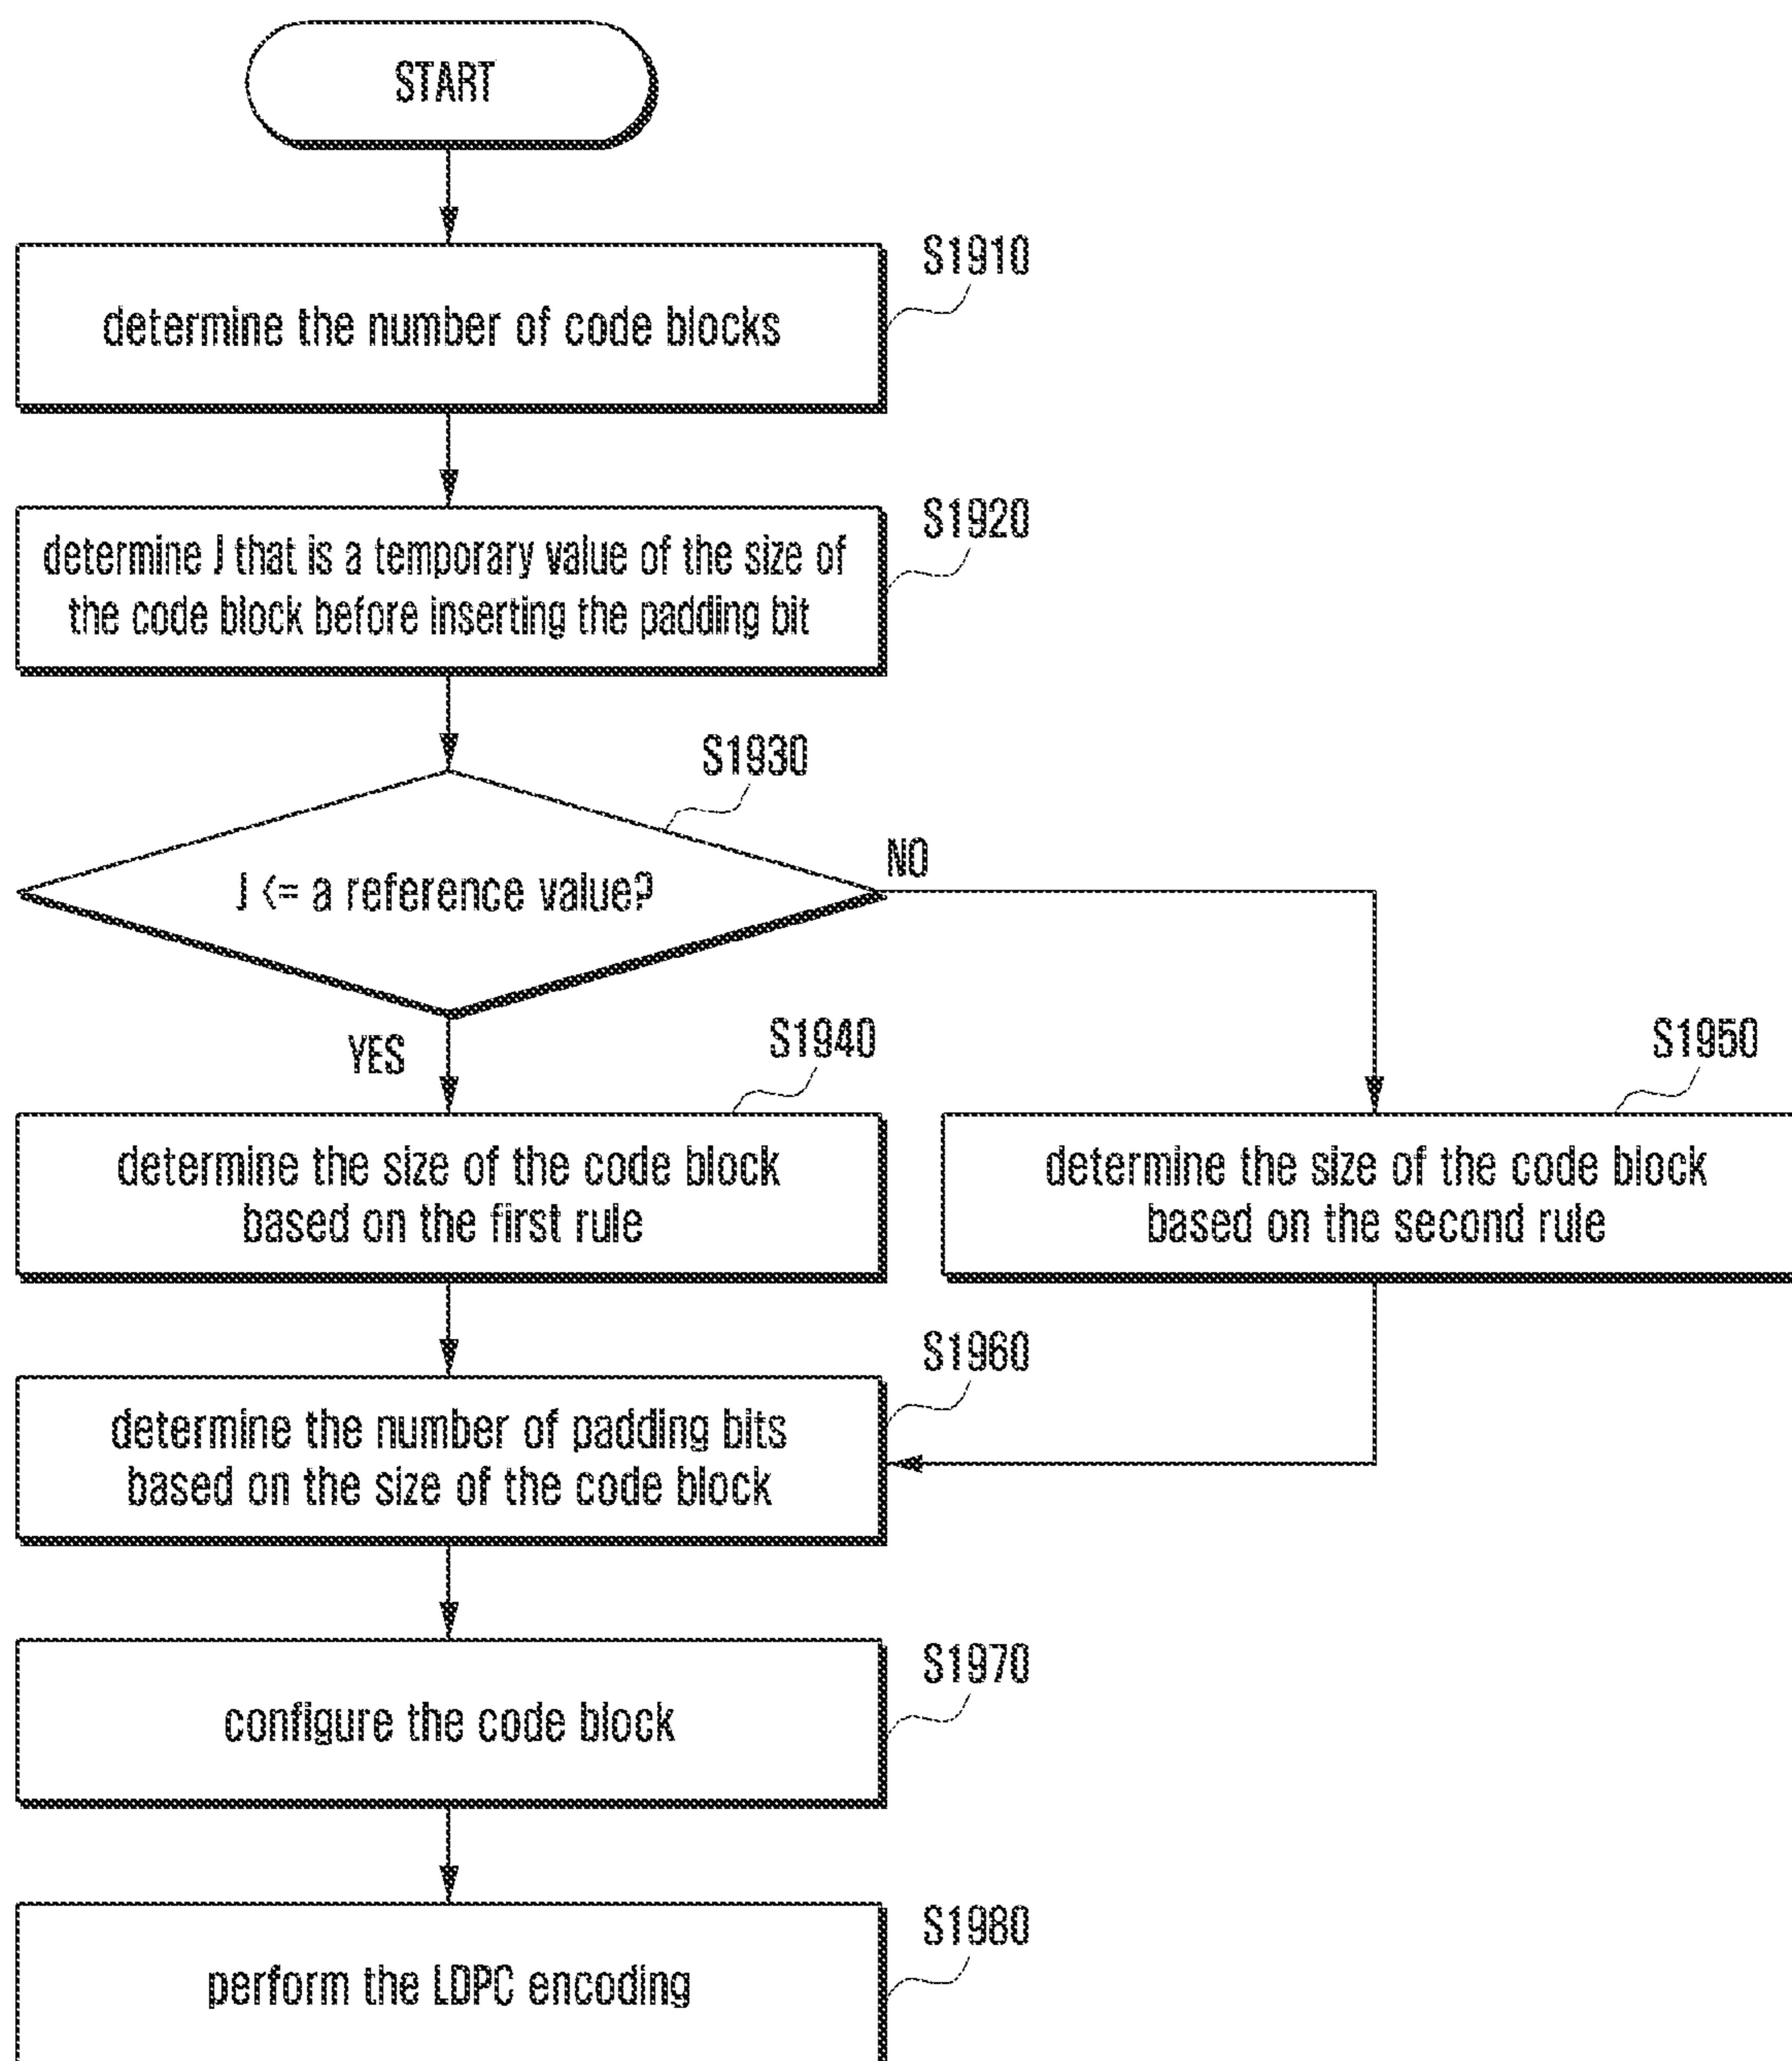 START
S1910
determine the number of code blocks
S1920
determine J that is a temporary value of the size of
the code block before inserting the padding bit
S1930
J <= a reference value?
NO
YES
S1940
S1950
determine the size of the code block
based on the first rule
determine the size of the code block
based on the second rule
S1960
determine the number of padding bits
based on the size of the code block
S1970
configure the code block
S1980
perform the LDPC encoding